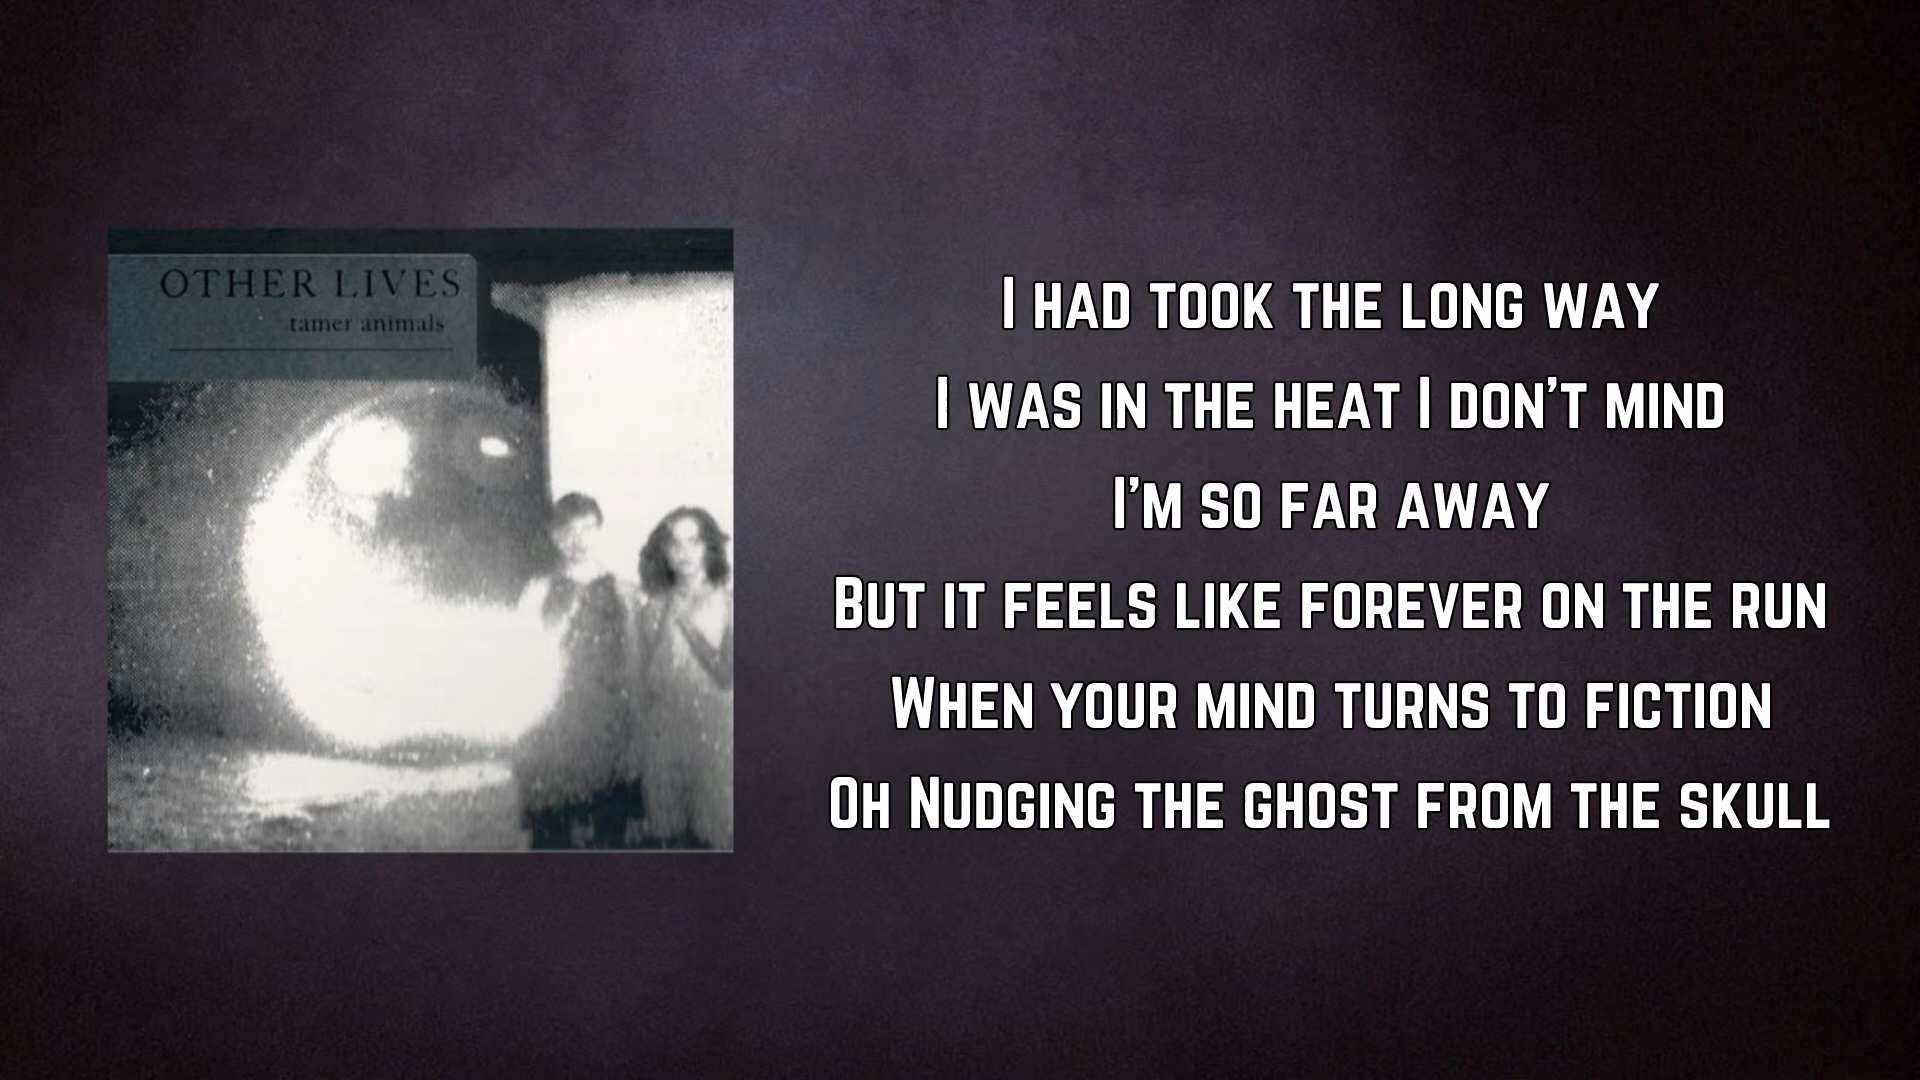 OTHER LIVES
tamer animals
I HAD TOOK THE LONG WAY
I WAS IN THE HEAT I DON'T MIND
I'M SO FAR AWAY
BUT IT FEELS LIKE FOREVER ON THE RUN
WHEN YOUR MIND TURNS TO FICTION
OH NUDGING THE GHOST FROM THE SKULL